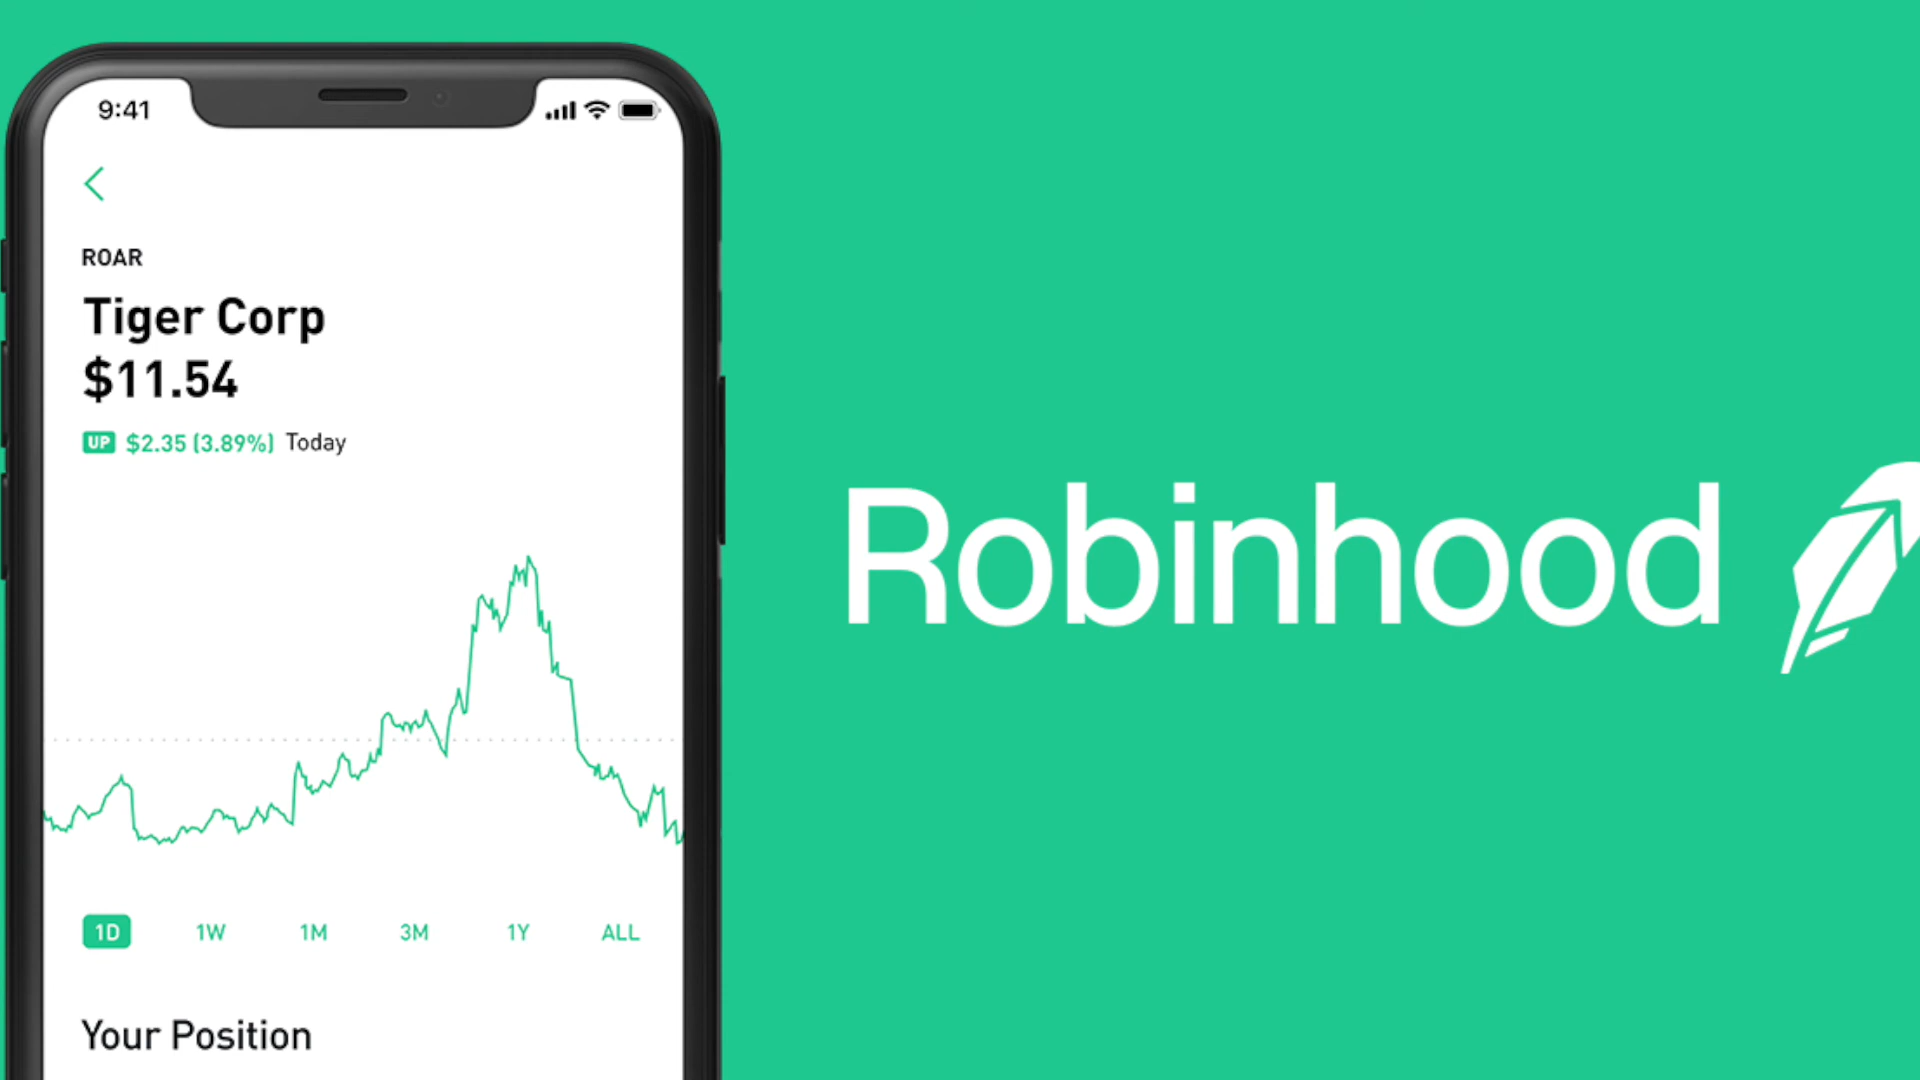 9:41
ROAR
Tiger Corp
$11.54
UP $2.35 (3.89%) Today
1D 1W 1M 3M 1Y ALL
Your Position
Robinhood